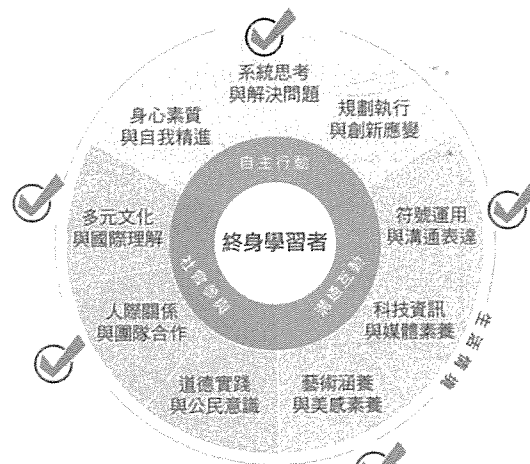 系統思考
與解決問題
身心素質
與自我精進
規劃執行
與創新應變
自主行動
多元文化
與國際理解
終身學習者
符號運用
與溝通表達
社會參與
溝通互動
人際關係
與團隊合作
科技資訊
與媒體素養
生活情境
道德實踐
與公民意識
藝術涵養
與美感素養